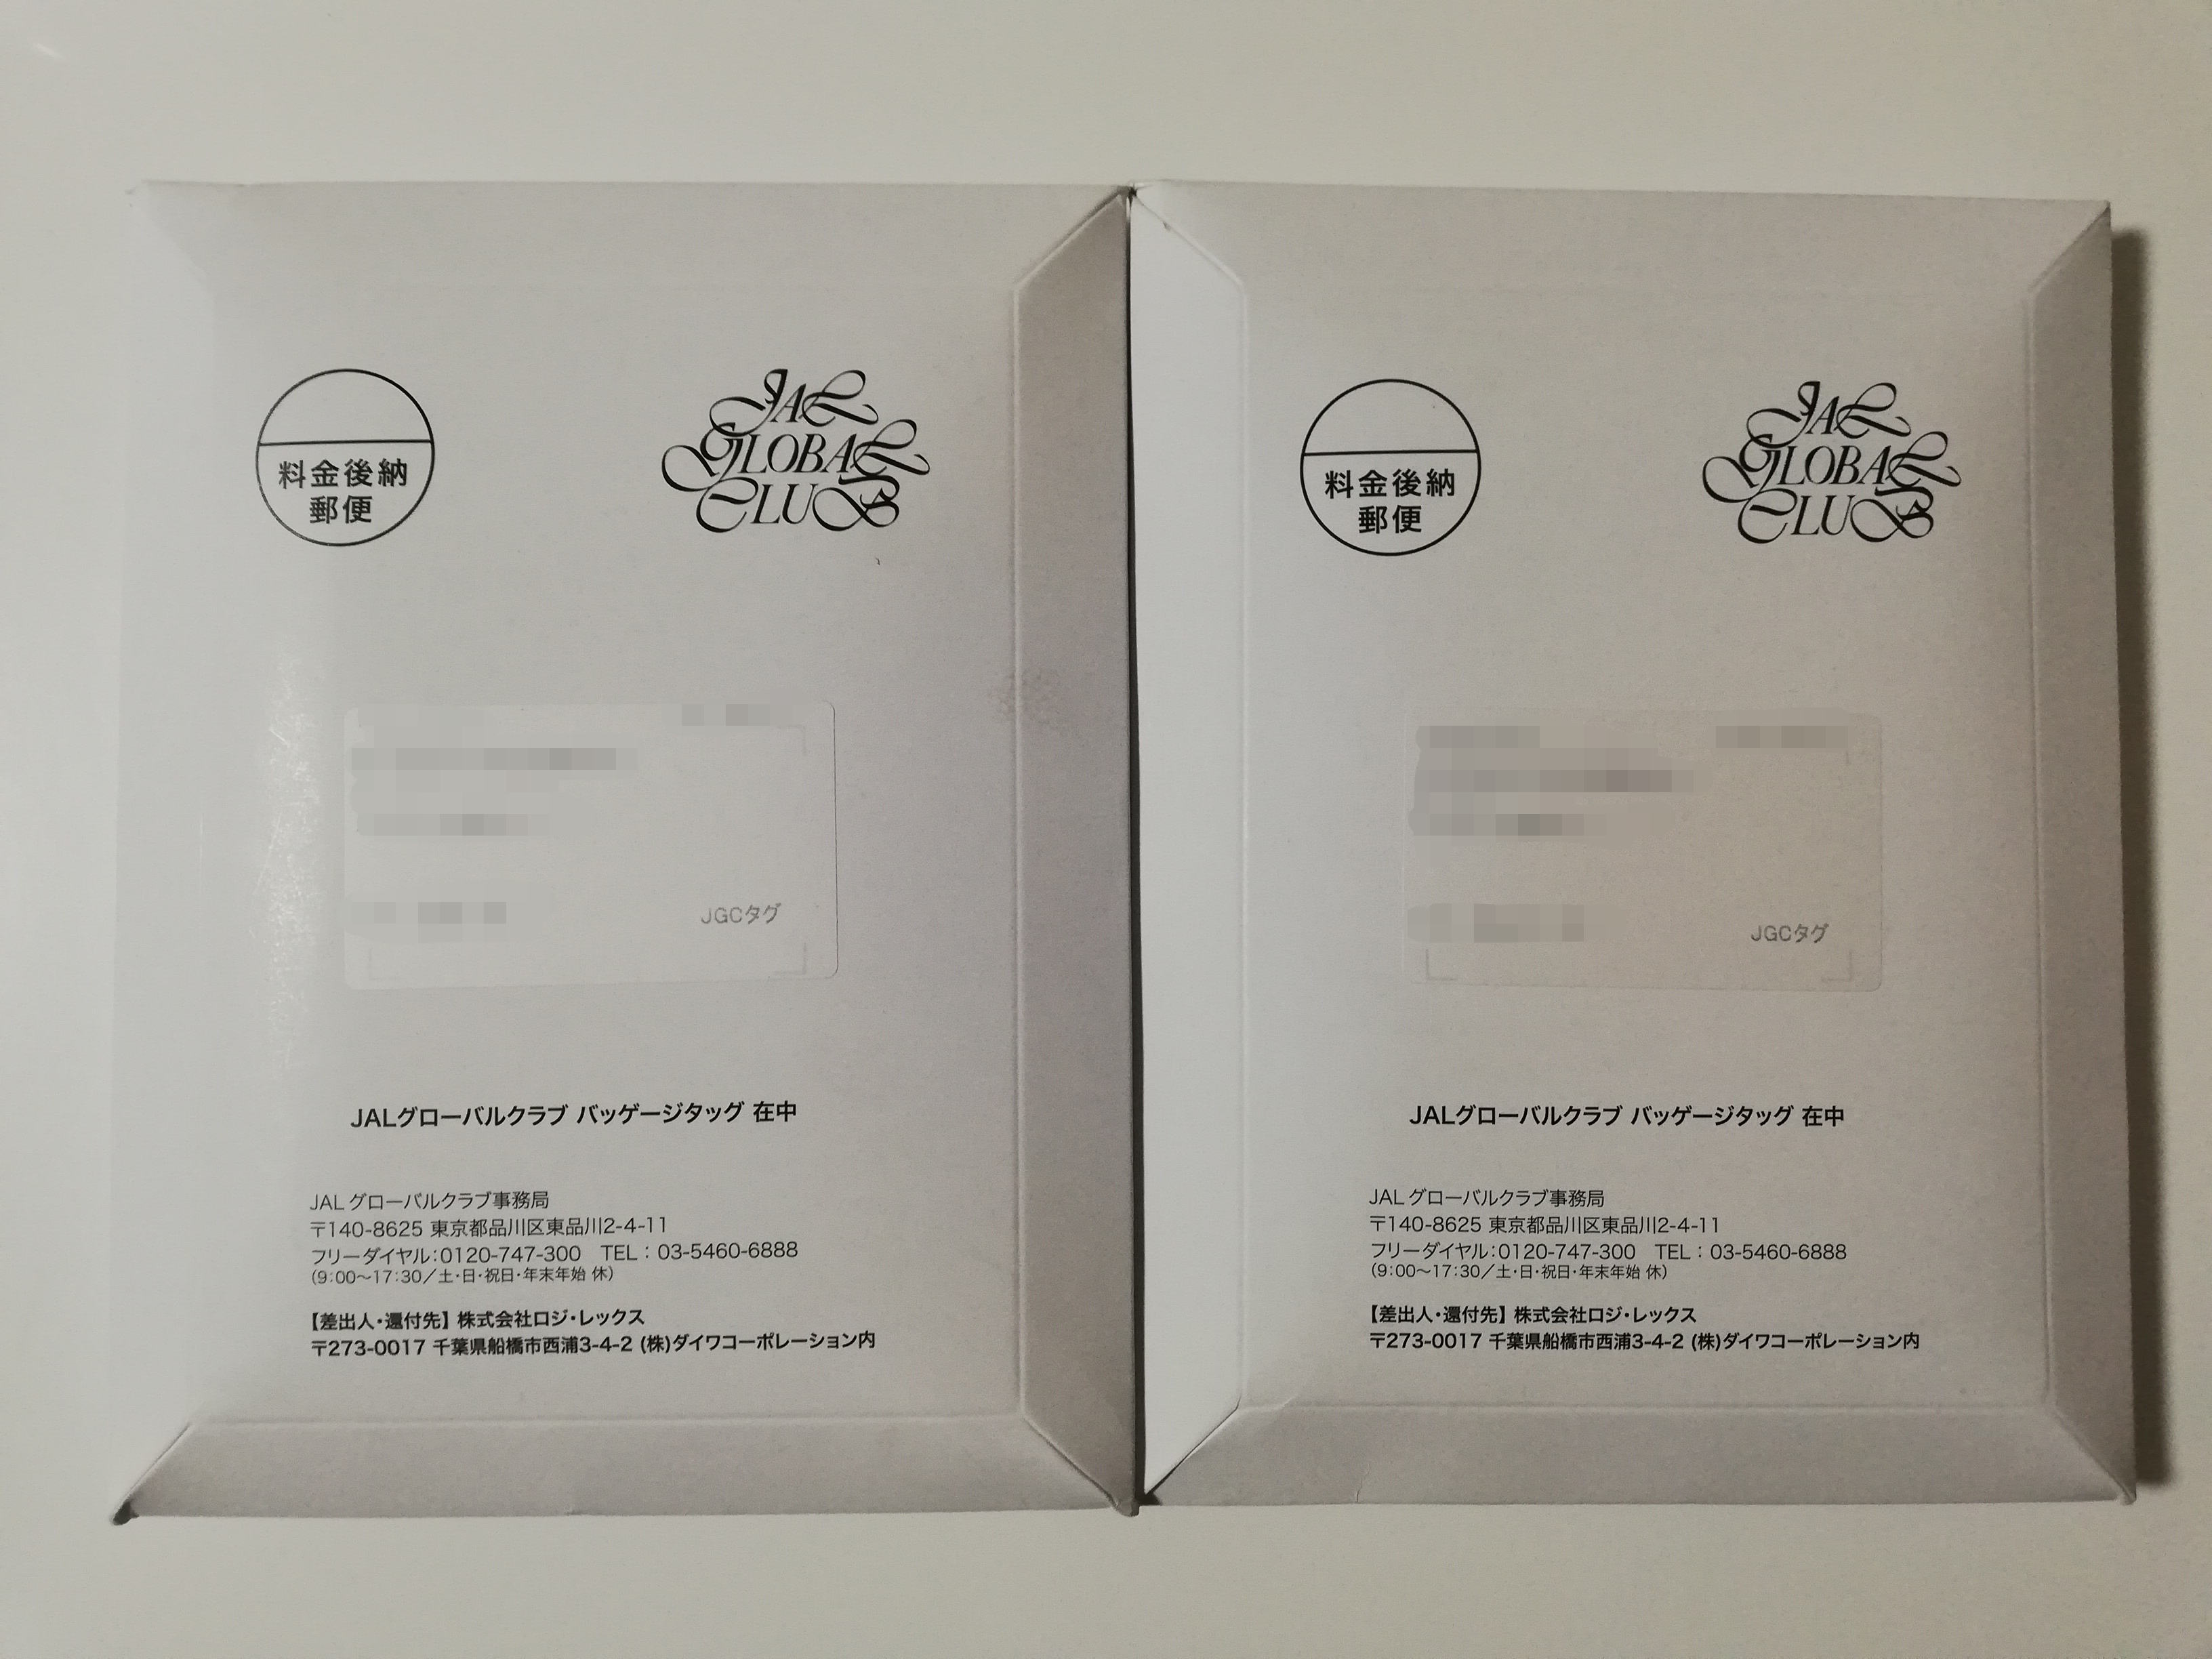 料金後納
郵便
JAL
GLOBAL
CLUB
JGCタグ
JALグローバルクラブ バッゲージタッグ 在中
JALグローバルクラブ事務局
〒140-8625 東京都品川区東品川2-4-11
フリーダイヤル:0120-747-300 TEL:03-5460-6888
(9:00〜17:30/土・日・祝日・年末年始 休)
【差出人・還付先】株式会社ロジ・レックス
〒273-0017 千葉県船橋市西浦3-4-2 (株)ダイワコーポレーション内
料金後納
郵便
JAL
GLOBAL
CLUB
JGCタグ
JALグローバルクラブ バッゲージタッグ 在中
JALグローバルクラブ事務局
〒140-8625 東京都品川区東品川2-4-11
フリーダイヤル:0120-747-300 TEL:03-5460-6888
(9:00〜17:30/土・日・祝日・年末年始 休)
【差出人・還付先】株式会社ロジ・レックス
〒273-0017 千葉県船橋市西浦3-4-2 (株)ダイワコーポレーション内